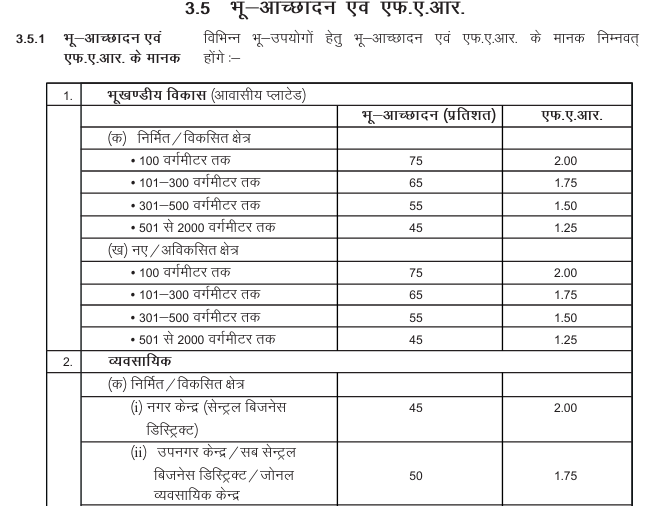 3.5 भू–आच्छादन एवं एफ.ए.आर.
3.5.1 भू–आच्छादन एवं विभिन्न भू–उपयोगों हेतु भू–आच्छादन एवं एफ.ए.आर. के मानक निम्नवत्
एफ.ए.आर. के मानक होंगे :–
1. भूखण्डीय विकास (आवासीय प्लाटेड)
भू–आच्छादन (प्रतिशत) एफ.ए.आर.
(क) निर्मित/विकसित क्षेत्र
• 100 वर्गमीटर तक 75 2.00
• 101–300 वर्गमीटर तक 65 1.75
• 301–500 वर्गमीटर तक 55 1.50
• 501 से 2000 वर्गमीटर तक 45 1.25
(ख) नए/अविकसित क्षेत्र
• 100 वर्गमीटर तक 75 2.00
• 101–300 वर्गमीटर तक 65 1.75
• 301–500 वर्गमीटर तक 55 1.50
• 501 से 2000 वर्गमीटर तक 45 1.25
2. व्यवसायिक
(क) निर्मित/विकसित क्षेत्र
(i) नगर केन्द्र (सेन्ट्रल बिजनेस 45 2.00
डिस्ट्रिक्ट)
(ii) उपनगर केन्द्र/सब सेन्ट्रल
बिजनेस डिस्ट्रिक्ट/जोनल 50 1.75
व्यवसायिक केन्द्र